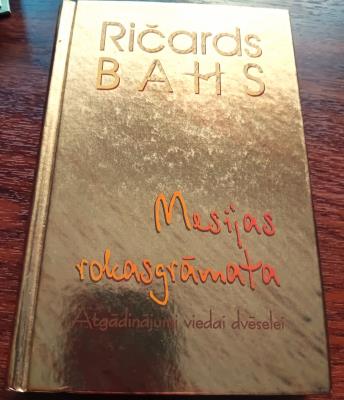 Ričards
BAHS
Mesijas
rokasgrāmata
Atgādinājumi viedai dvēselei